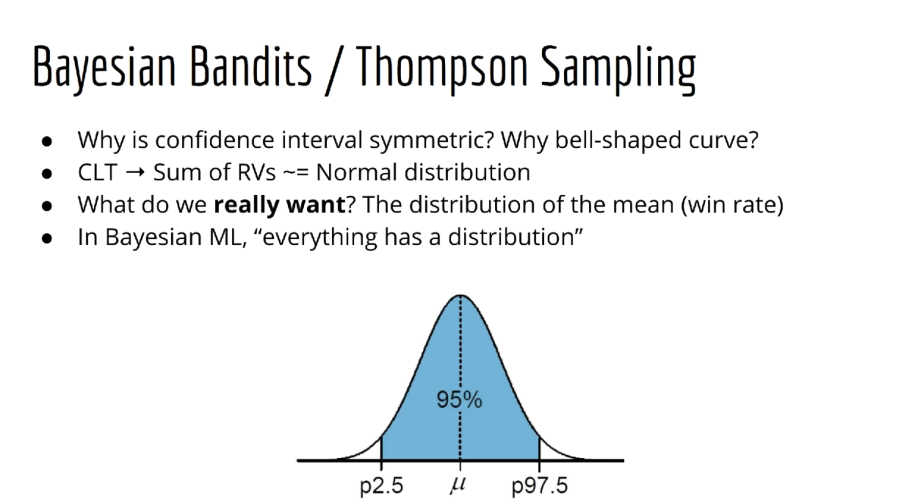 Bayesian Bandits / Thompson Sampling
● Why is confidence interval symmetric? Why bell-shaped curve?
● CLT → Sum of RVs ~= Normal distribution
● What do we really want? The distribution of the mean (win rate)
● In Bayesian ML, “everything has a distribution”
95%
p2.5 μ p97.5